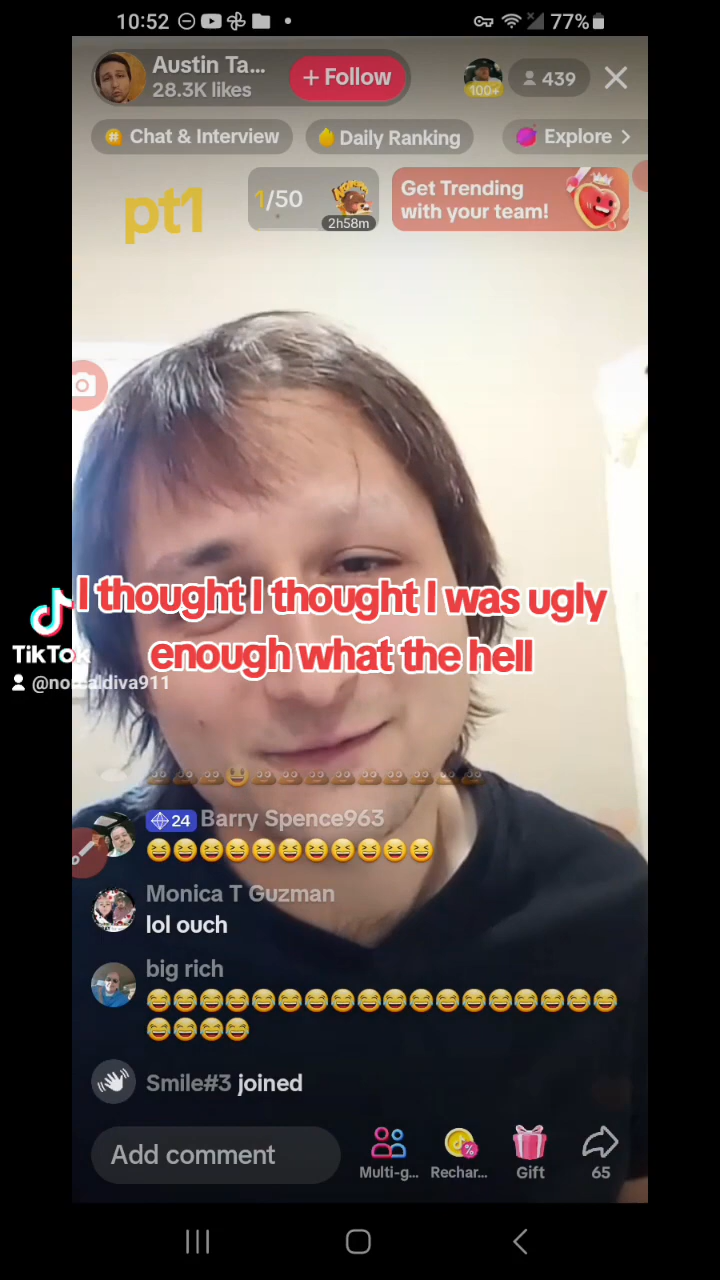 10:52
77%
Austin Ta...
28.3K likes
+ Follow
100+
439
Chat & Interview
Daily Ranking
Explore >
pt1
1/50
2h58m
Get Trending
with your team!
I thought I thought I was ugly
enough what the hell
TikTok
24 Barry Spence963
Monica T Guzman
lol ouch
big rich
Smile#3 joined
Add comment
Multi-g...
Rechar...
Gift
65